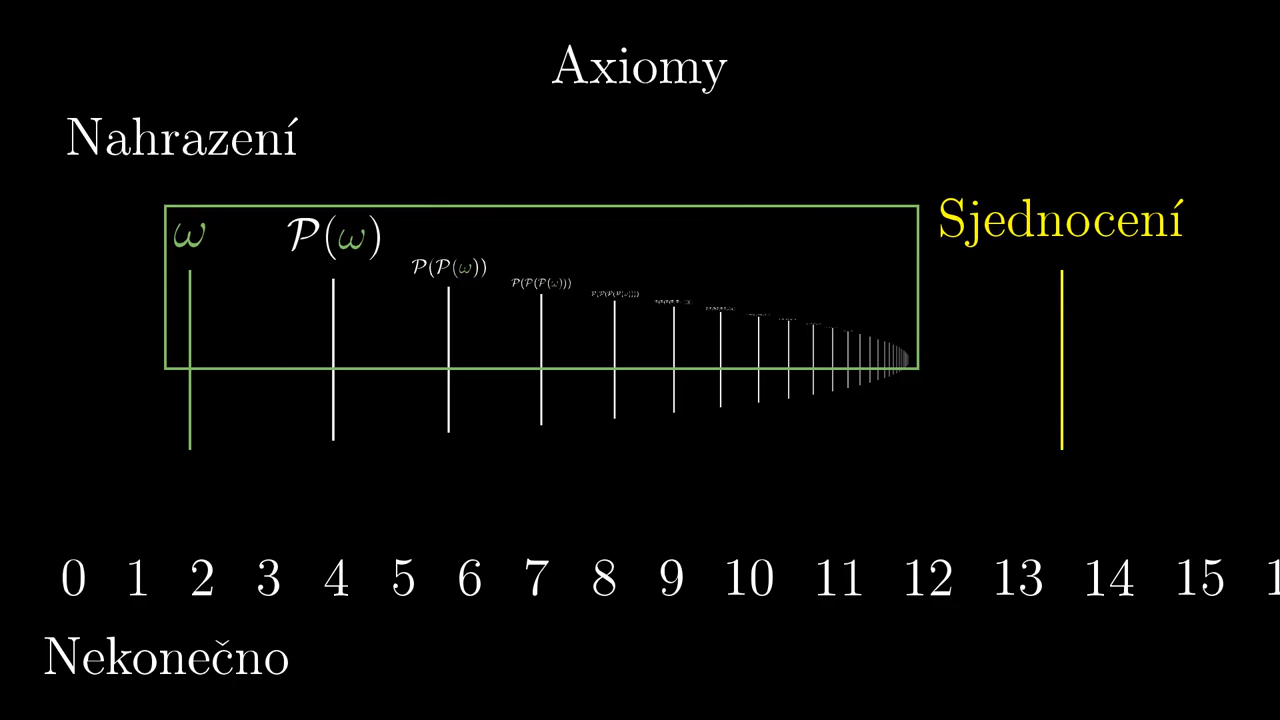 Axiomy
Nahrazení
Sjednocení
ω 𝒫(ω) 𝒫(𝒫(ω)) 𝒫(𝒫(𝒫(ω))) 𝒫(𝒫(𝒫(𝒫(ω))))
0 1 2 3 4 5 6 7 8 9 10 11 12 13 14 15
Nekonečno